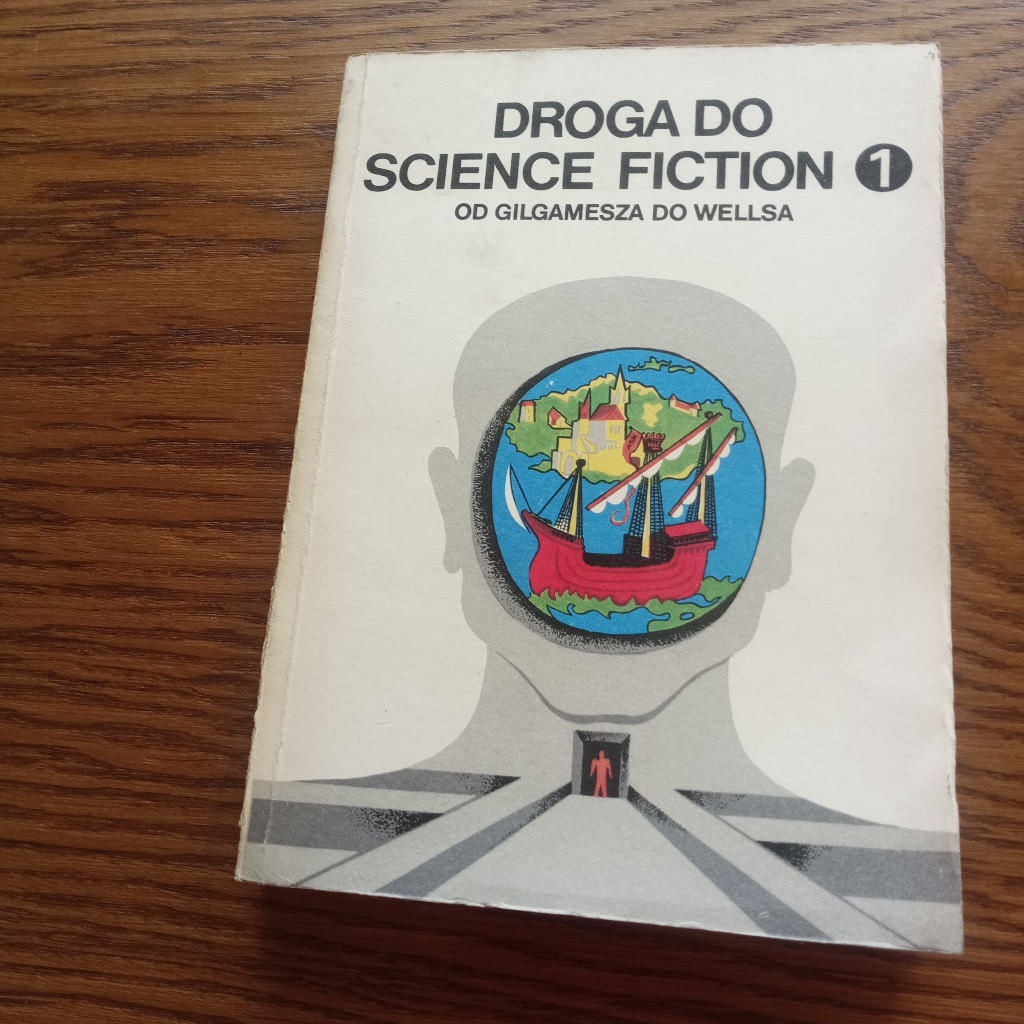 DROGA DO
SCIENCE FICTION 1
OD GILGAMESZA DO WELLSA